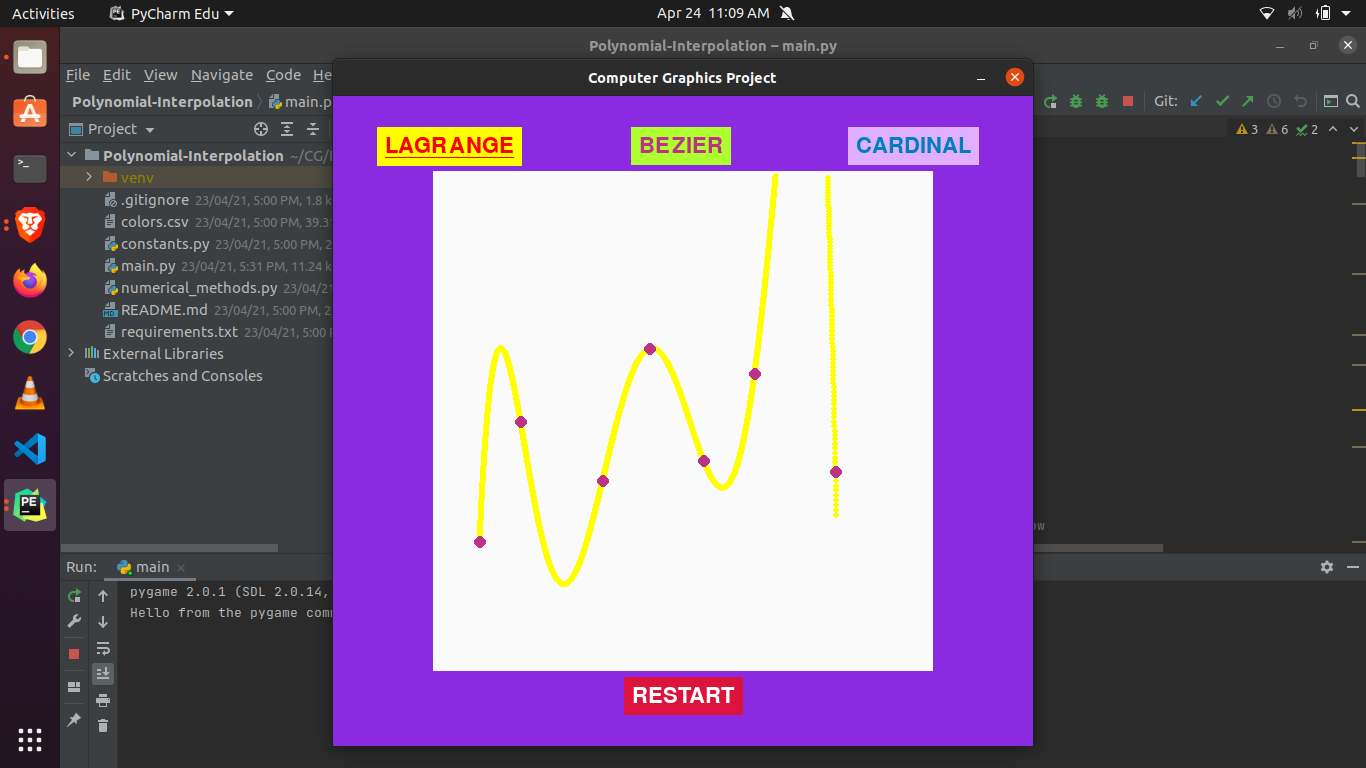 Activities PyCharm Edu Apr 24 11:09 AM
Polynomial-Interpolation – main.py
File Edit View Navigate Code He
Computer Graphics Project
Polynomial-Interpolation main.p Git:
Project 3 6 2
Polynomial-Interpolation ~/CG/
venv
.gitignore 23/04/21, 5:00 PM, 1.8 k
colors.csv 23/04/21, 5:00 PM, 39.31
constants.py 23/04/21, 5:00 PM, 2
main.py 23/04/21, 5:31 PM, 11.24 k
numerical_methods.py 23/04/21
README.md 23/04/21, 5:00 PM, 2
requirements.txt 23/04/21, 5:00
External Libraries
Scratches and Consoles
LAGRANGE BEZIER CARDINAL
RESTART
ow
Run: main
pygame 2.0.1 (SDL 2.0.14,
Hello from the pygame com
PE